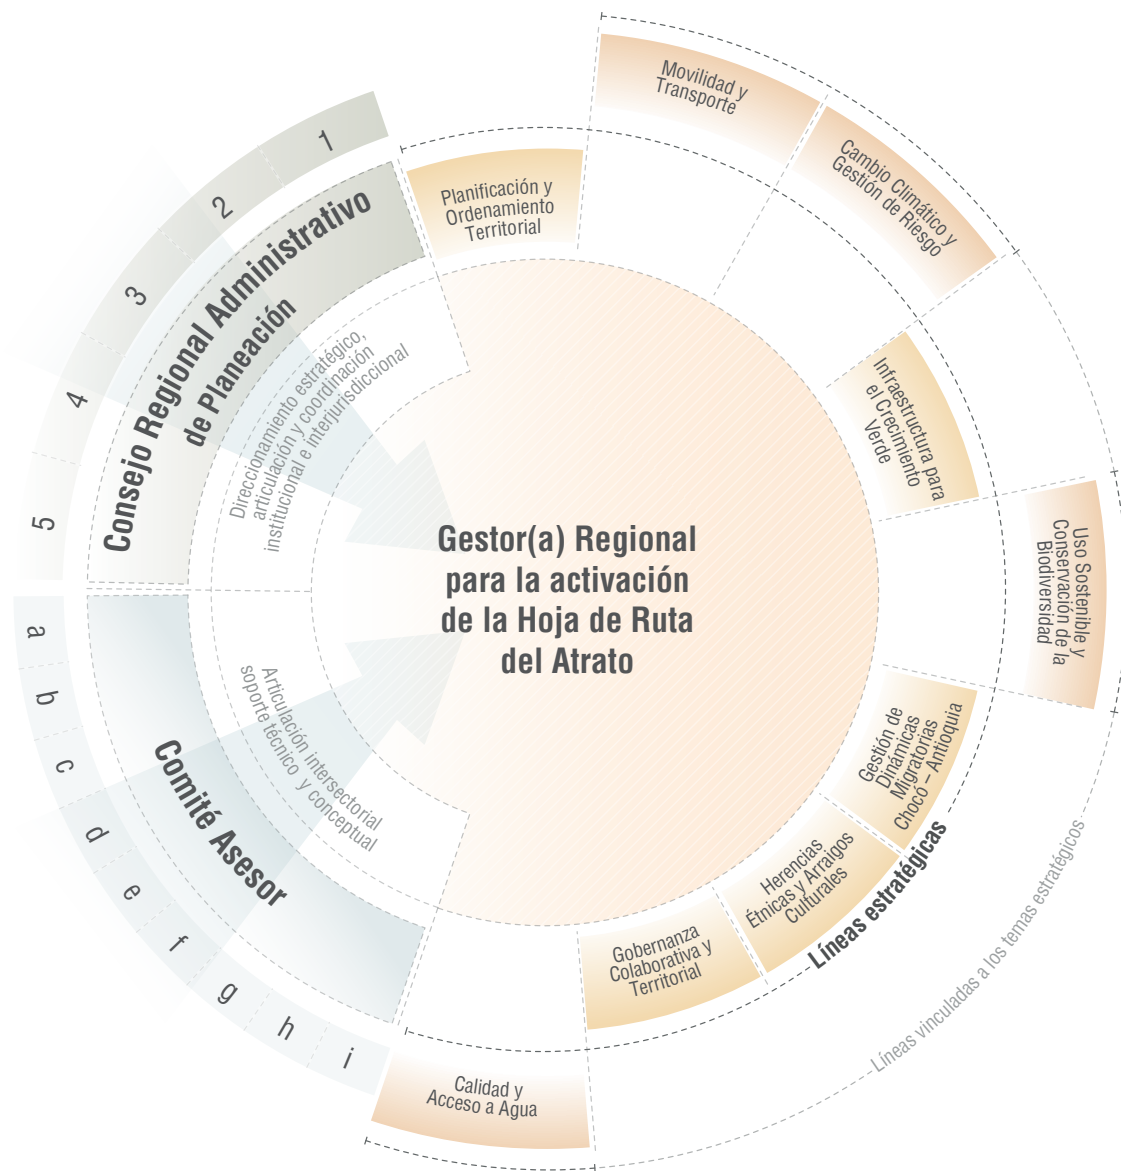 Movilidad y
Transporte
Cambio Climático y
Gestión de Riesgo
Planificación y
Ordenamiento
Territorial
1
2
3
4
5
Consejo Regional Administrativo
de Planeación
Direccionamiento estratégico,
articulación y coordinación
institucional e interjurisdiccional
Infraestructura para
el Crecimiento
Verde
Uso Sostenible y
Conservación de la
Biodiversidad
Gestor(a) Regional
para la activación
de la Hoja de Ruta
del Atrato
a
b
c
d
e
f
g
h
i
Comité Asesor
Articulación intersectorial
soporte técnico y conceptual
Gestión de
Dinámicas
Migratorias
Chocó – Antioquia
Herencias
Étnicas y Arraigos
Culturales
Gobernanza
Colaborativa y
Territorial
Líneas estratégicas
Líneas vinculadas a los temas estratégicos
Calidad y
Acceso a Agua